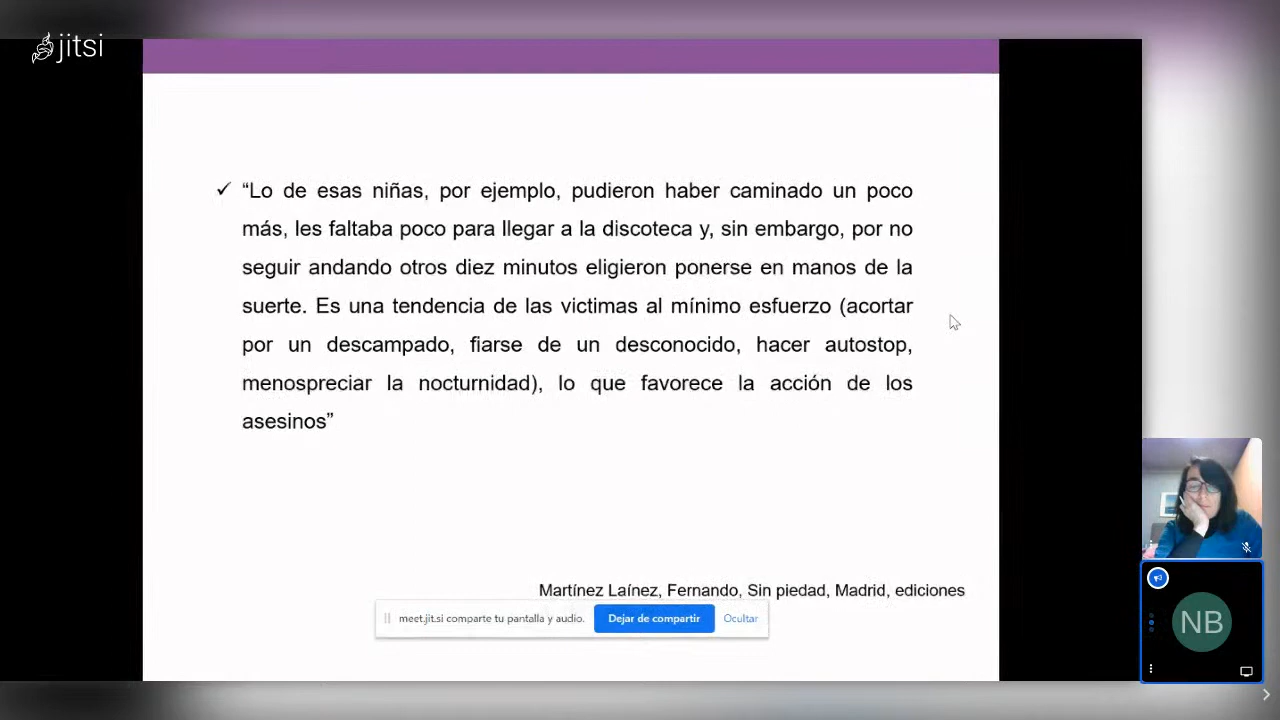 jitsi
✓ “Lo de esas niñas, por ejemplo, pudieron haber caminado un poco
más, les faltaba poco para llegar a la discoteca y, sin embargo, por no
seguir andando otros diez minutos eligieron ponerse en manos de la
suerte. Es una tendencia de las victimas al mínimo esfuerzo (acortar
por un descampado, fiarse de un desconocido, hacer autostop,
menospreciar la nocturnidad), lo que favorece la acción de los
asesinos”
Martínez Laínez, Fernando, Sin piedad, Madrid, ediciones
meet.jit.si comparte tu pantalla y audio. Dejar de compartir Ocultar
NB